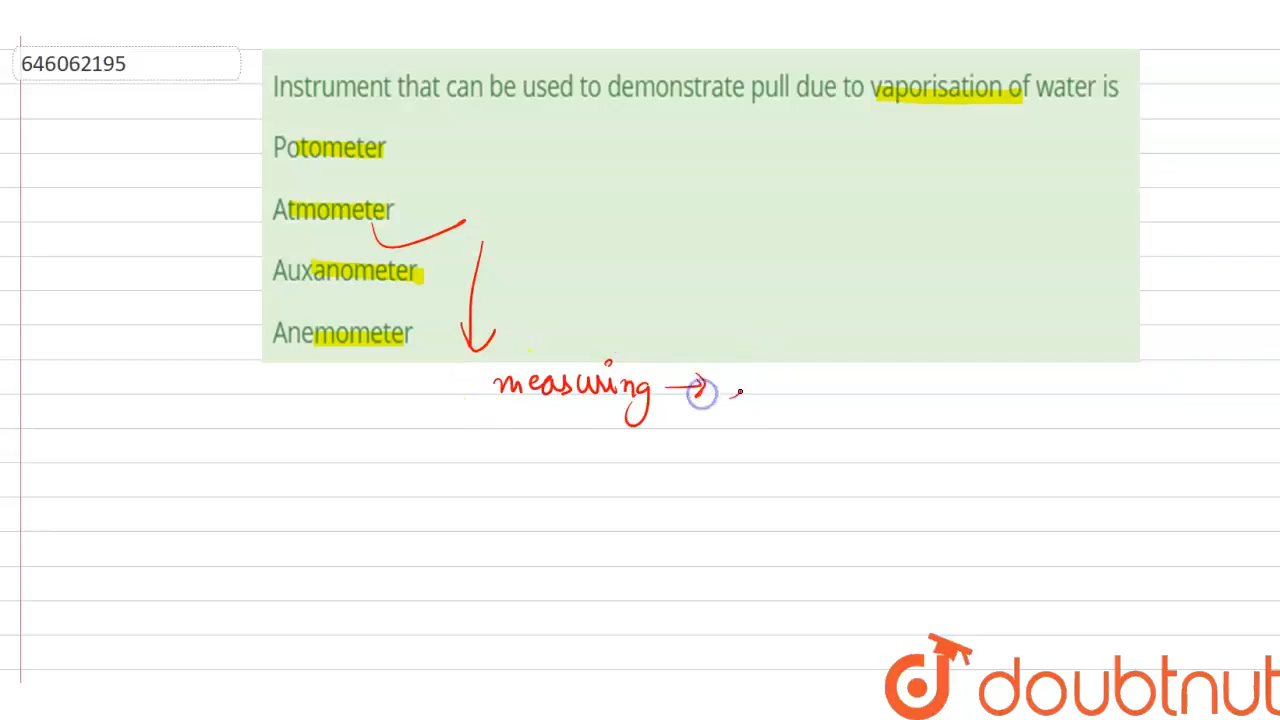 646062195
Instrument that can be used to demonstrate pull due to vaporisation of water is
Potometer
Atmometer
Auxanometer
Anemometer
measuring →
doubtnut